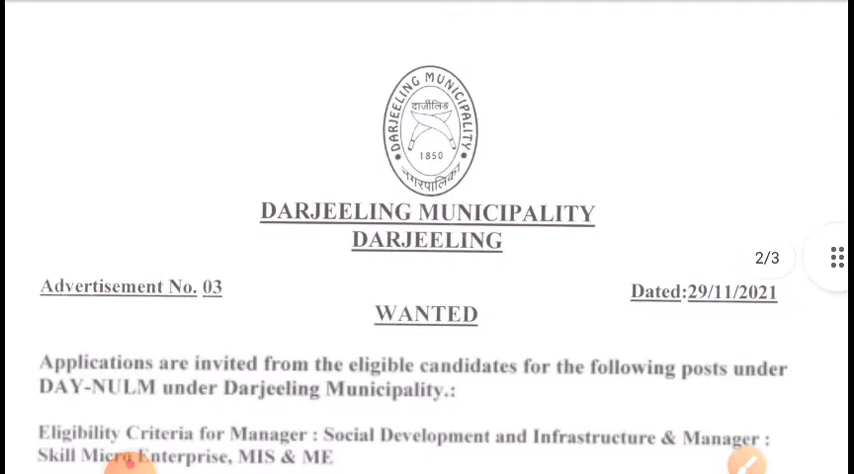 DARJEELING MUNICIPALITY
दार्जीलिङ
1850
नगरपालिका
DARJEELING MUNICIPALITY
DARJEELING
2/3
Advertisement No. 03
Dated:29/11/2021
WANTED
Applications are invited from the eligible candidates for the following posts under
DAY-NULM under Darjeeling Municipality.:
Eligibility Criteria for Manager : Social Development and Infrastructure & Manager :
Skill Micro Enterprise, MIS & ME